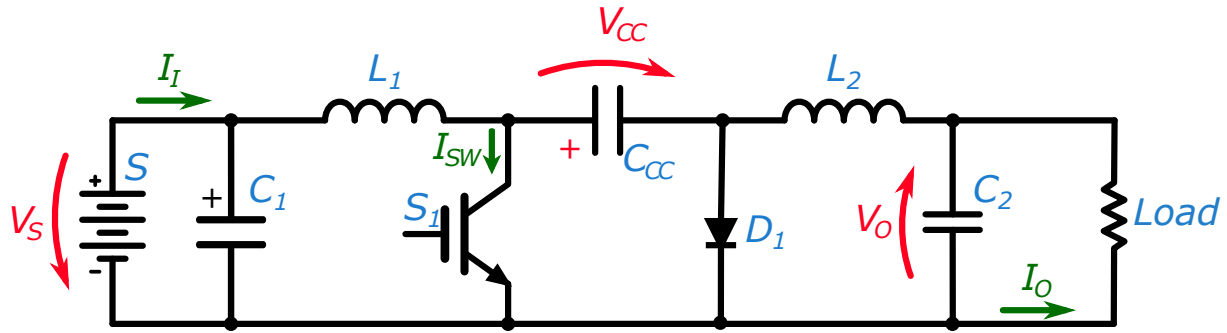 V_CC
I_I
L_1
L_2
I_SW
+
C_CC
+
S
+
C_1
S_1
V_S
D_1
V_O
C_2
Load
-
I_O